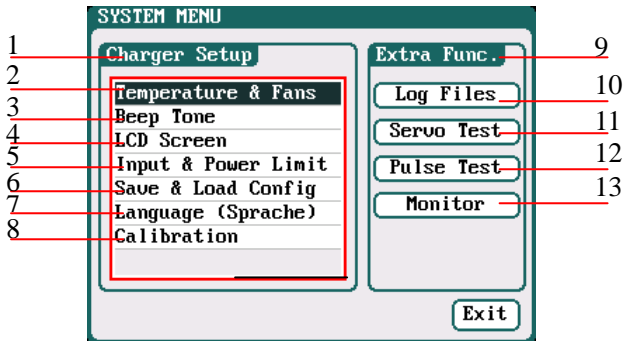 SYSTEM MENU
1 Charger Setup
2 Temperature & Fans
3 Beep Tone
4 LCD Screen
5 Input & Power Limit
6 Save & Load Config
7 Language (Sprache)
8 Calibration
Extra Func. 9
Log Files 10
Servo Test 11
Pulse Test 12
Monitor 13
Exit